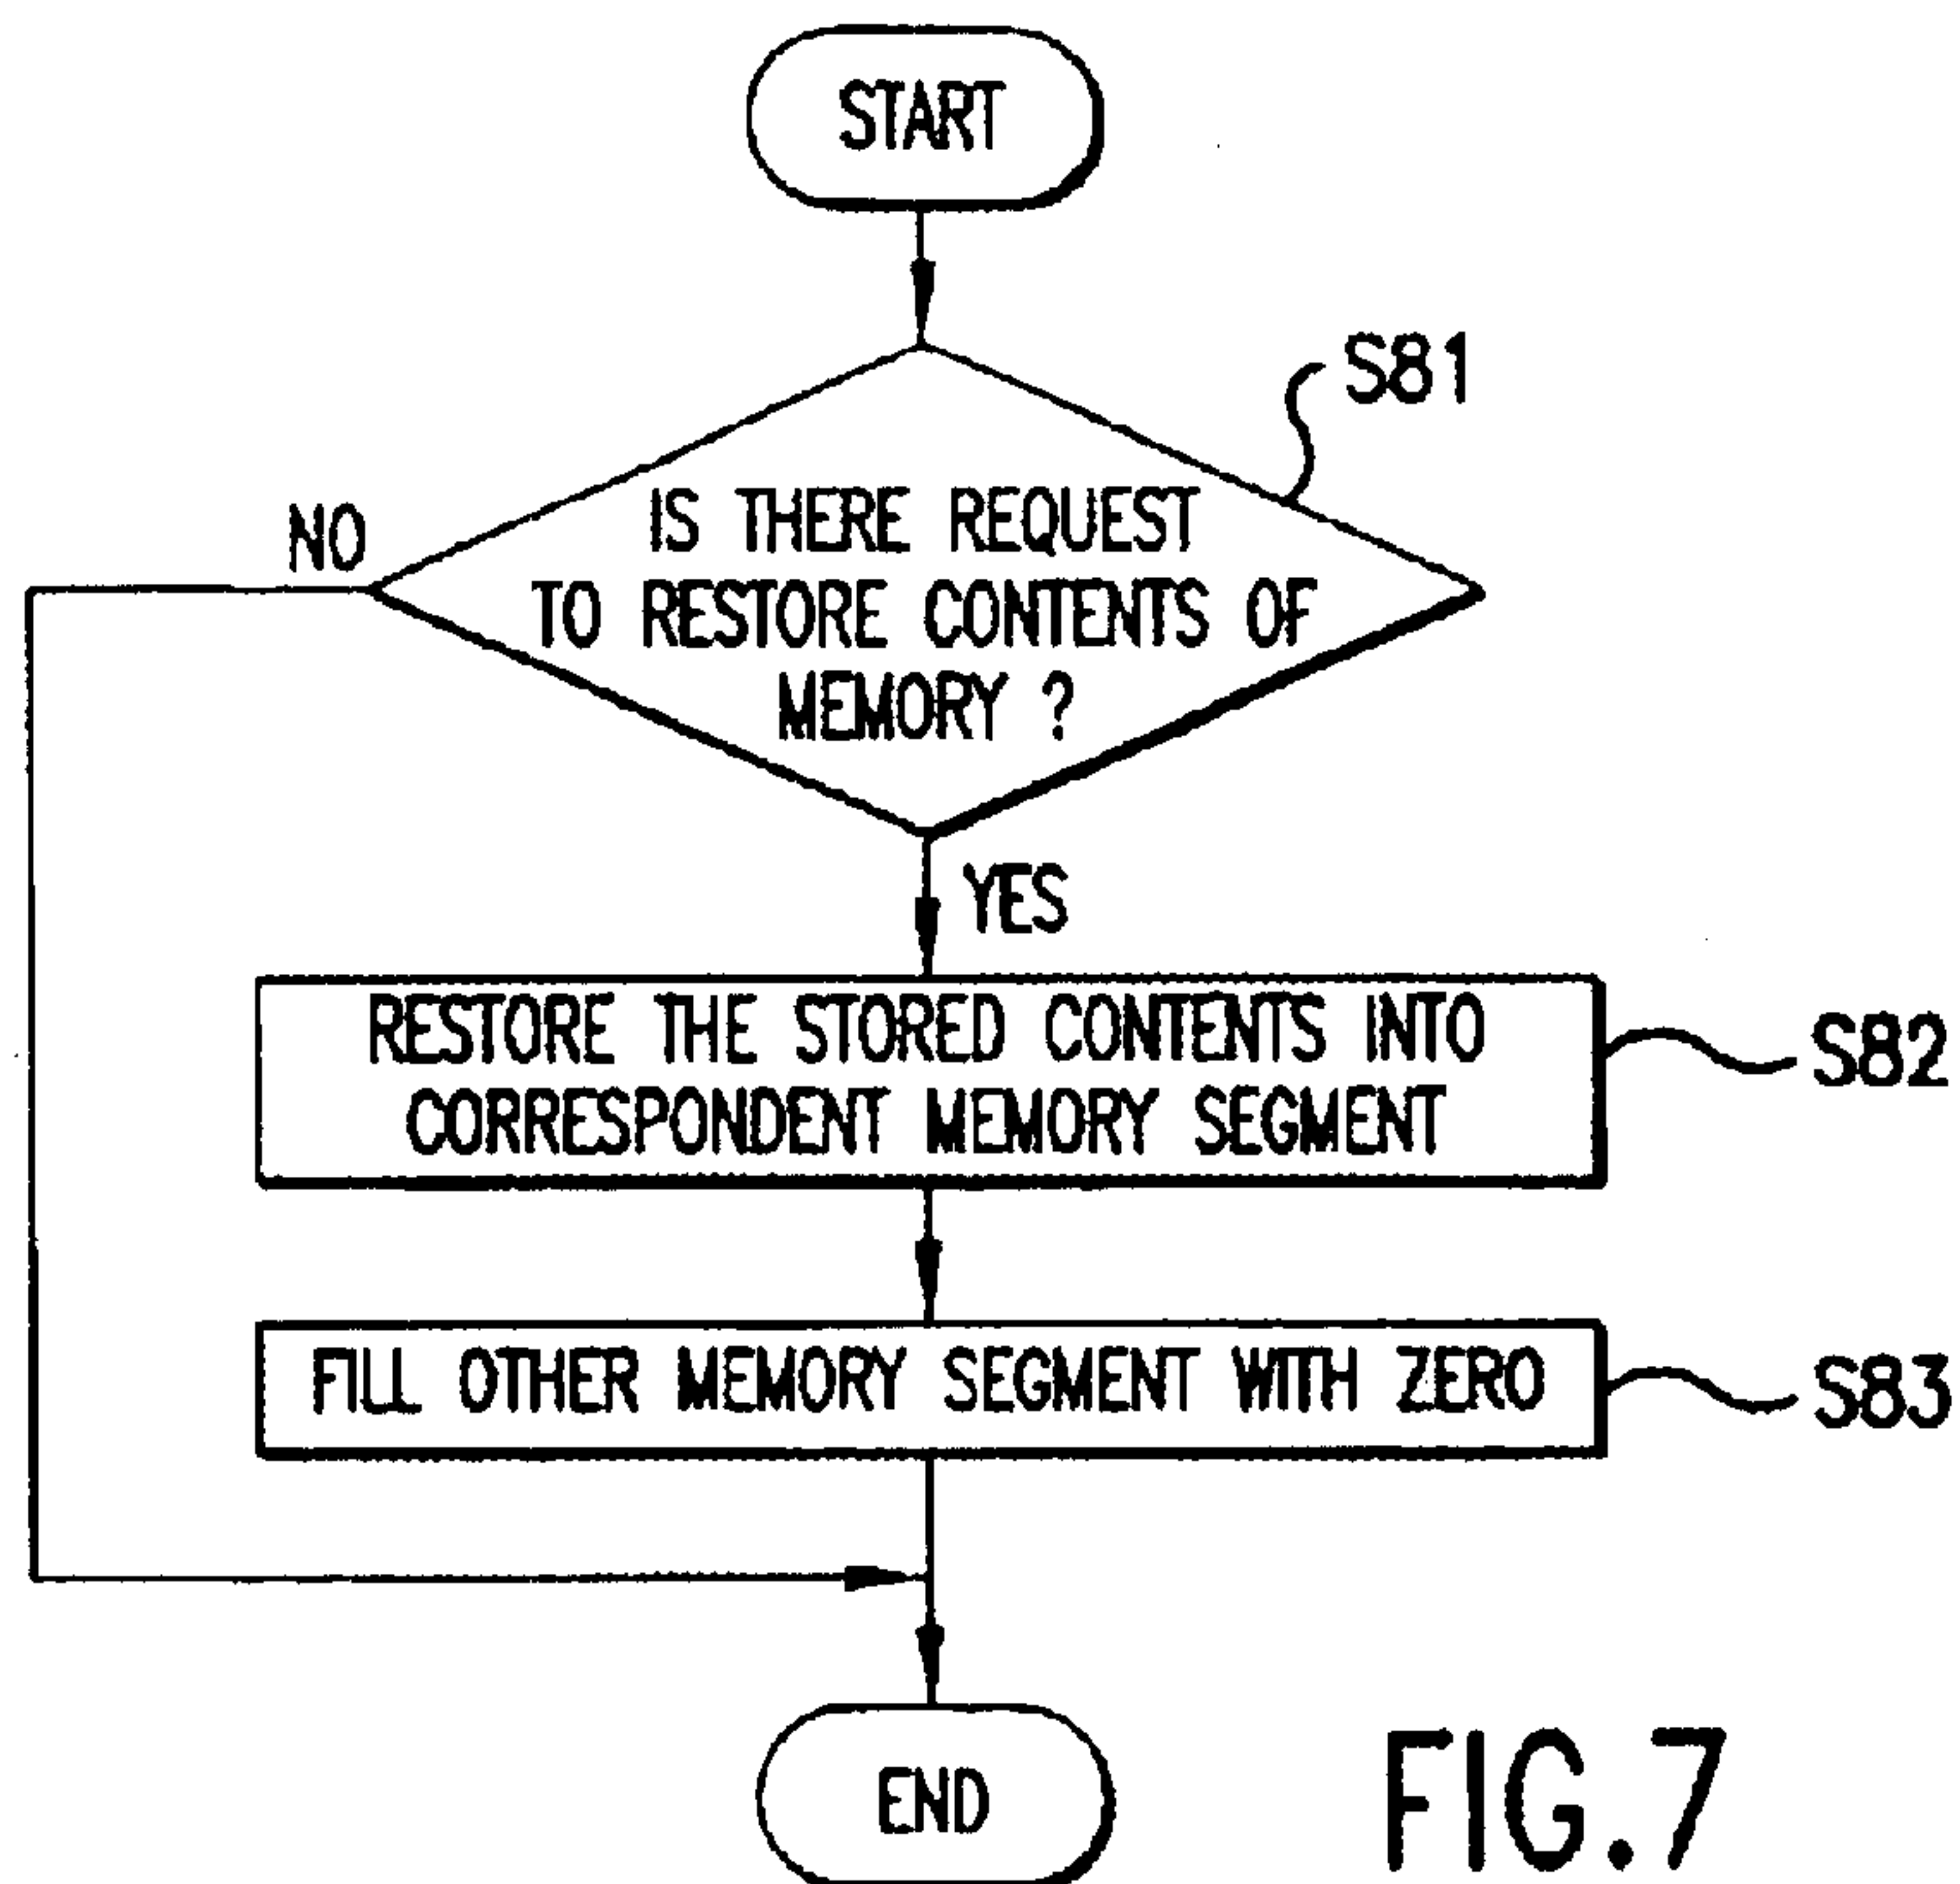 START
S81
NO
IS THERE REQUEST
TO RESTORE CONTENTS OF
MEMORY ?
YES
RESTORE THE STORED CONTENTS INTO
CORRESPONDENT MEMORY SEGMENT
S82
FILL OTHER MEMORY SEGMENT WITH ZERO
S83
END
FIG.7